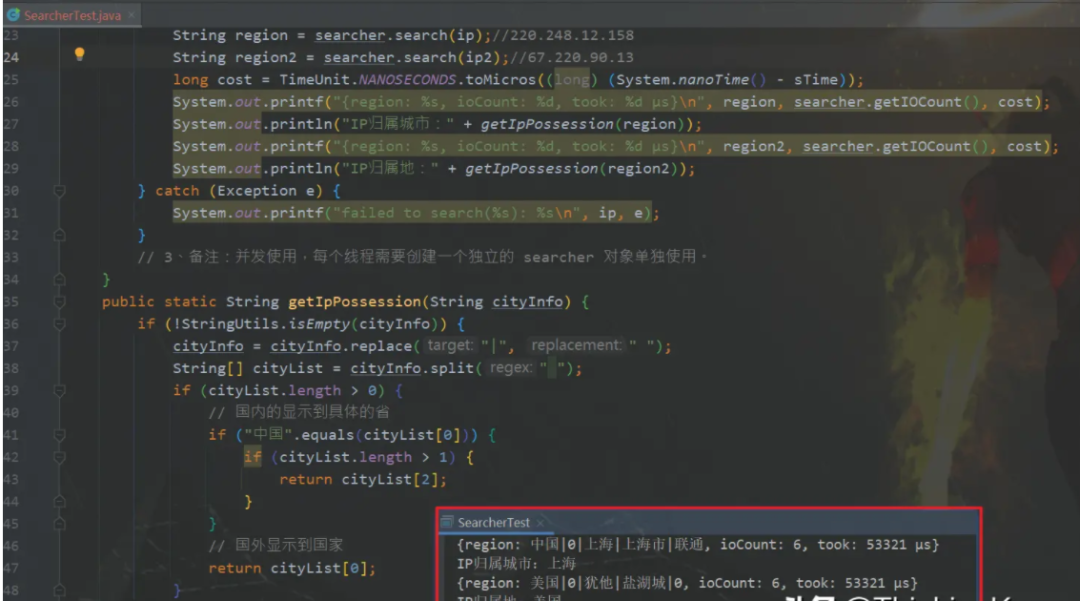 SearcherTest.java
23 String region = searcher.search(ip);//220.248.12.158
24 String region2 = searcher.search(ip2);//67.220.90.13
25 long cost = TimeUnit.NANOSECONDS.toMicros((long) (System.nanoTime() - sTime));
26 System.out.printf("{region: %s, ioCount: %d, took: %d μs}\n", region, searcher.getIOCount(), cost);
27 System.out.println("IP归属城市：" + getIpPossession(region));
28 System.out.printf("{region: %s, ioCount: %d, took: %d μs}\n", region2, searcher.getIOCount(), cost);
29 System.out.println("IP归属地：" + getIpPossession(region2));
30 } catch (Exception e) {
31 System.out.printf("failed to search(%s): %s\n", ip, e);
32 }
33 // 3、备注：并发使用，每个线程需要创建一个独立的 searcher 对象单独使用。
34 }
35 public static String getIpPossession(String cityInfo) {
36 if (!StringUtils.isEmpty(cityInfo)) {
37 cityInfo = cityInfo.replace( target: "|", replacement: " ");
38 String[] cityList = cityInfo.split( regex: " ");
39 if (cityList.length > 0) {
40 // 国内的显示到具体的省
41 if ("中国".equals(cityList[0])) {
42 if (cityList.length > 1) {
43 return cityList[2];
44 }
45 }
46 // 国外显示到国家
47 return cityList[0];
48 }
SearcherTest
{region: 中国|0|上海|上海市|联通, ioCount: 6, took: 53321 μs}
IP归属城市：上海
{region: 美国|0|犹他|盐湖城|0, ioCount: 6, took: 53321 μs}
IP归属地：美国